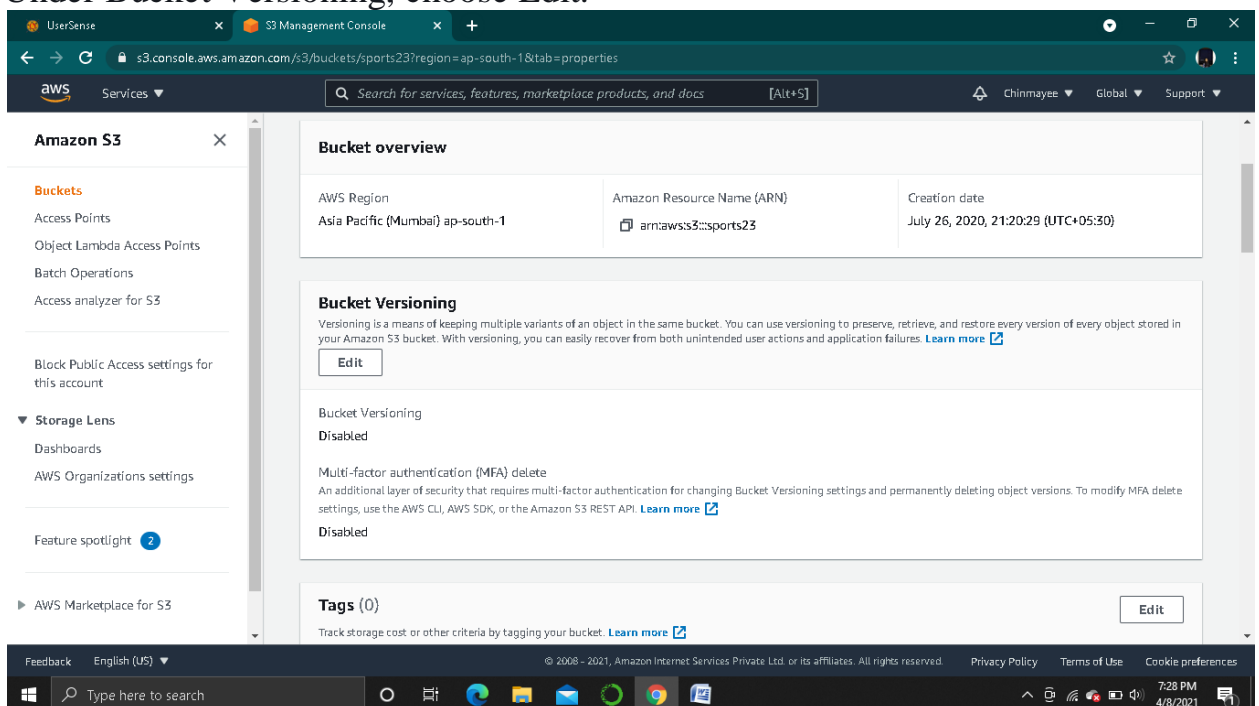 Under Bucket Versioning, choose Edit.
UserSense
S3 Management Console
s3.console.aws.amazon.com/s3/buckets/sports23?region=ap-south-1&tab=properties
aws
Services ▼
Search for services, features, marketplace products, and docs [Alt+S]
Chinmayee ▼
Global ▼
Support ▼
Amazon S3
Buckets
Access Points
Object Lambda Access Points
Batch Operations
Access analyzer for S3
Block Public Access settings for
this account
Storage Lens
Dashboards
AWS Organizations settings
Feature spotlight 2
AWS Marketplace for S3
Bucket overview
AWS Region
Asia Pacific (Mumbai) ap-south-1
Amazon Resource Name (ARN)
arn:aws:s3:::sports23
Creation date
July 26, 2020, 21:20:29 (UTC+05:30)
Bucket Versioning
Versioning is a means of keeping multiple variants of an object in the same bucket. You can use versioning to preserve, retrieve, and restore every version of every object stored in
your Amazon S3 bucket. With versioning, you can easily recover from both unintended user actions and application failures. Learn more
Edit
Bucket Versioning
Disabled
Multi-factor authentication (MFA) delete
An additional layer of security that requires multi-factor authentication for changing Bucket Versioning settings and permanently deleting object versions. To modify MFA delete
settings, use the AWS CLI, AWS SDK, or the Amazon S3 REST API. Learn more
Disabled
Tags (0)
Edit
Track storage cost or other criteria by tagging your bucket. Learn more
Feedback
English (US) ▼
© 2008 - 2021, Amazon Internet Services Private Ltd. or its affiliates. All rights reserved.
Privacy Policy
Terms of Use
Cookie preferences
Type here to search
7:28 PM
4/8/2021